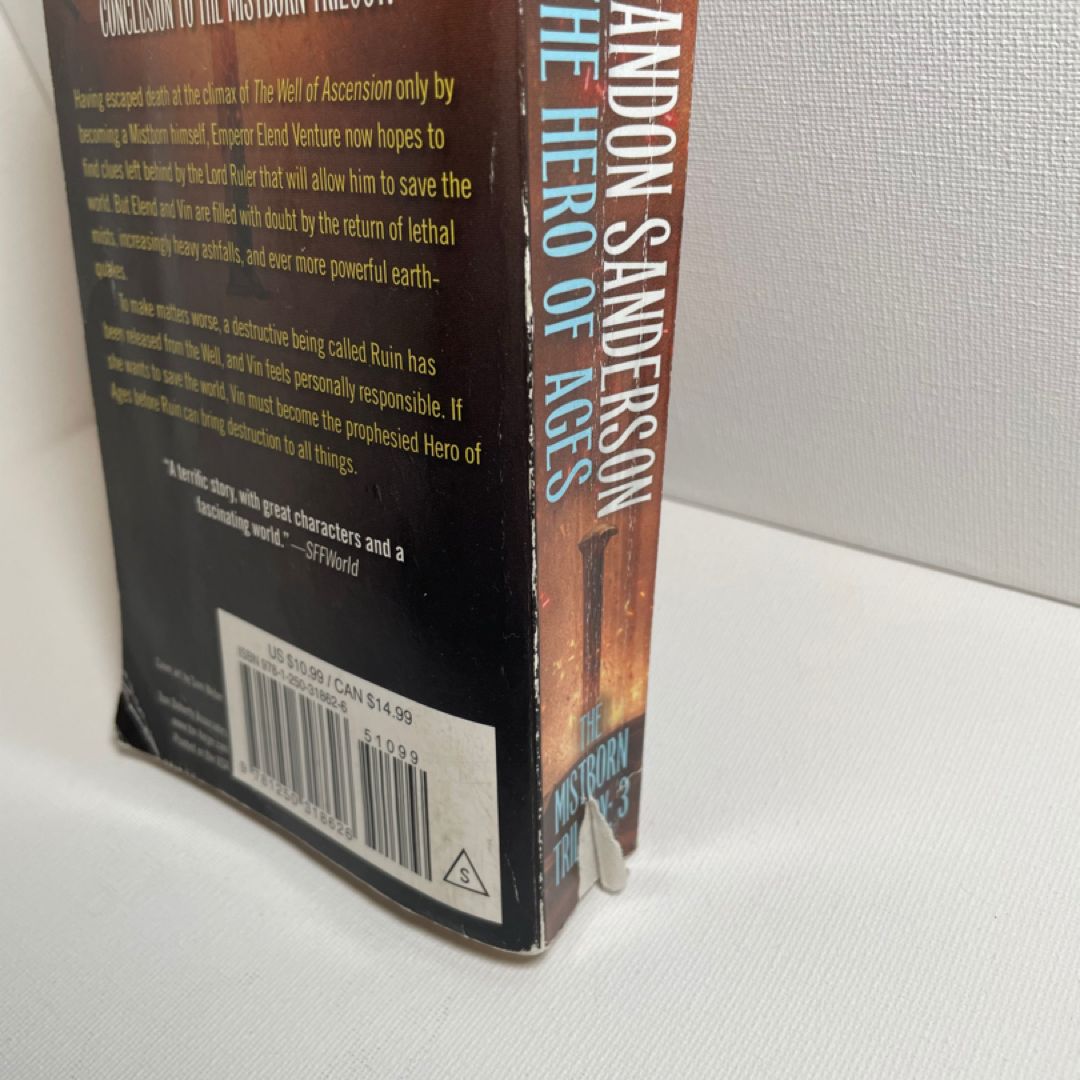 CONCLUSION TO THE MISTBORN TRILOGY.
Having escaped death at the climax of The Well of Ascension only by
becoming a Mistborn himself, Emperor Elend Venture now hopes to
find clues left behind by the Lord Ruler that will allow him to save the
world. But Elend and Vin are filled with doubt by the return of lethal
mists, increasingly heavy ashfalls, and ever more powerful earth-
quakes.
To make matters worse, a destructive being called Ruin has
been released from the Well, and Vin feels personally responsible. If
she wants to save the world, Vin must become the prophesied Hero of
Ages before Ruin can bring destruction to all things.
"A terrific story, with great characters and a
fascinating world." —SFFWorld
US $10.99 / CAN $14.99
ISBN 978-1-250-31862-6
51099
9 781250 318626
S
Cover art by Sam
ANDON SANDERSON
THE HERO OF AGES
THE
MISTBORN
3